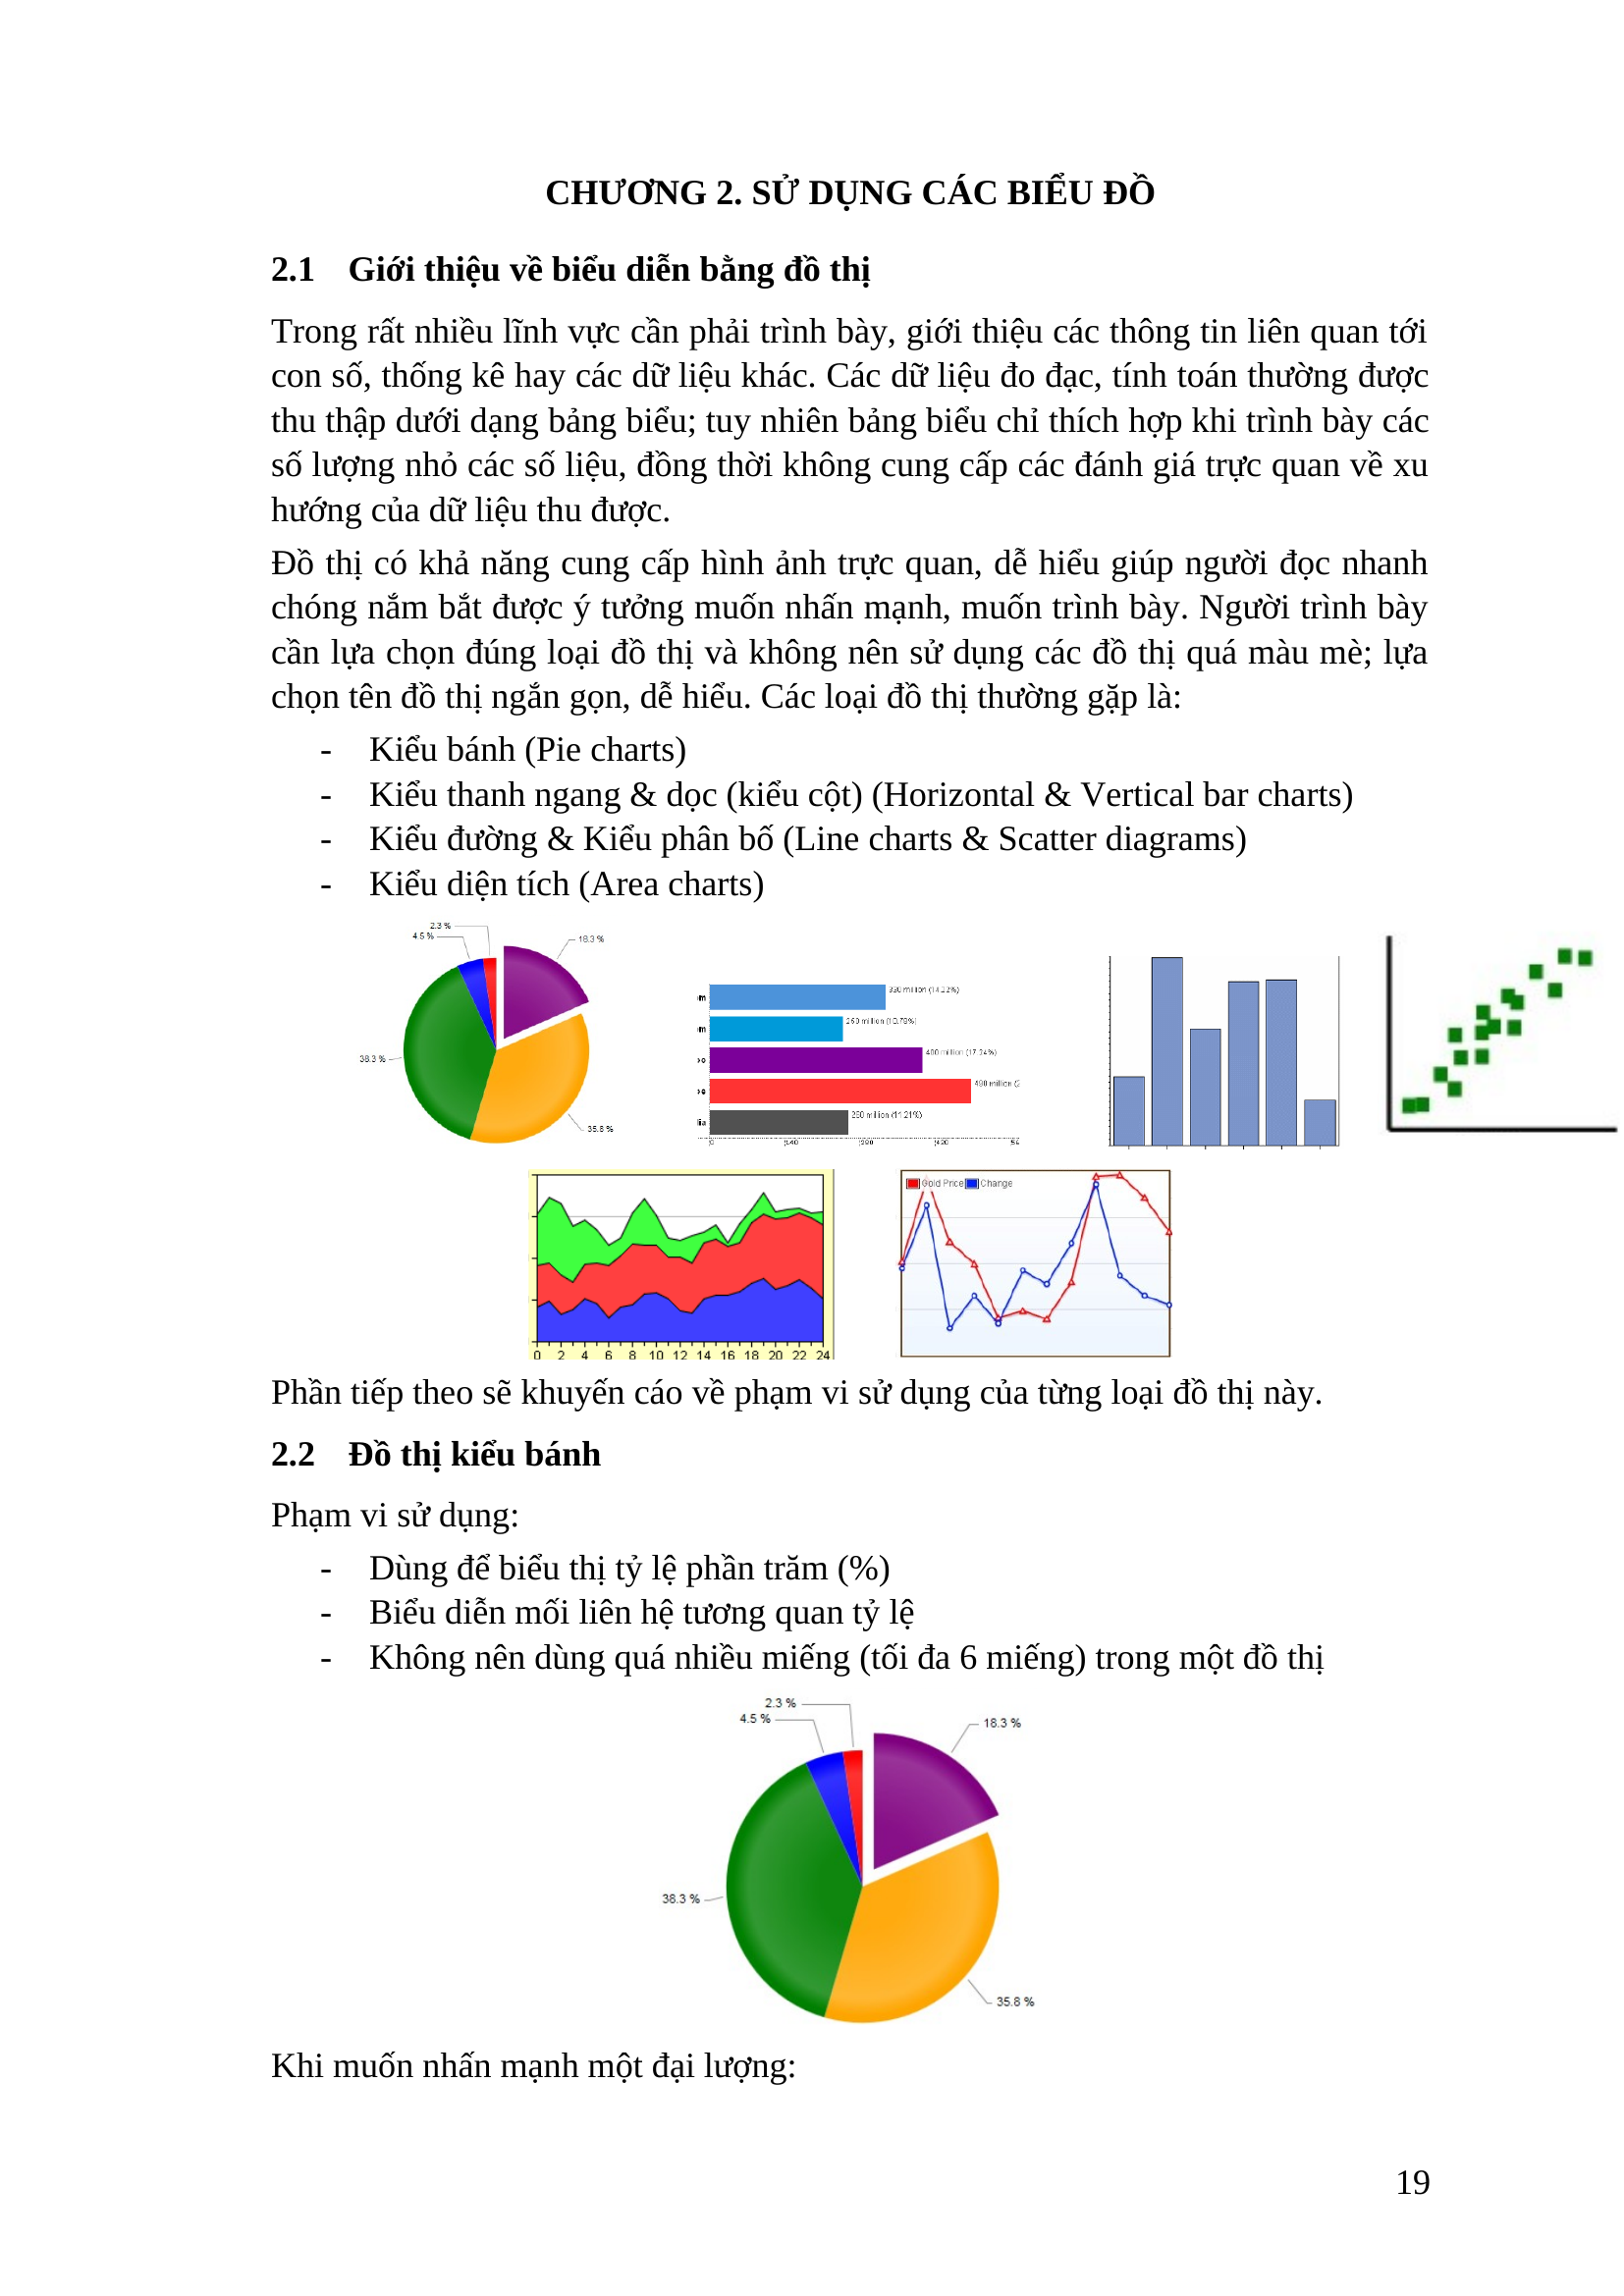 CHƯƠNG 2. SỬ DỤNG CÁC BIỂU ĐỒ
2.1 Giới thiệu về biểu diễn bằng đồ thị
Trong rất nhiều lĩnh vực cần phải trình bày, giới thiệu các thông tin liên quan tới
con số, thống kê hay các dữ liệu khác. Các dữ liệu đo đạc, tính toán thường được
thu thập dưới dạng bảng biểu; tuy nhiên bảng biểu chỉ thích hợp khi trình bày các
số lượng nhỏ các số liệu, đồng thời không cung cấp các đánh giá trực quan về xu
hướng của dữ liệu thu được.
Đồ thị có khả năng cung cấp hình ảnh trực quan, dễ hiểu giúp người đọc nhanh
chóng nắm bắt được ý tưởng muốn nhấn mạnh, muốn trình bày. Người trình bày
cần lựa chọn đúng loại đồ thị và không nên sử dụng các đồ thị quá màu mè; lựa
chọn tên đồ thị ngắn gọn, dễ hiểu. Các loại đồ thị thường gặp là:
- Kiểu bánh (Pie charts)
- Kiểu thanh ngang & dọc (kiểu cột) (Horizontal & Vertical bar charts)
- Kiểu đường & Kiểu phân bố (Line charts & Scatter diagrams)
- Kiểu diện tích (Area charts)
2.3 %
4.5 %
18.3 %
38.3 %
35.8 %
million (14.22%)
million
400 million (17.24%)
million
million (11.21%)
0 2 4 6 8 10 12 14 16 18 20 22 24
Gold Price Change
Phần tiếp theo sẽ khuyến cáo về phạm vi sử dụng của từng loại đồ thị này.
2.2 Đồ thị kiểu bánh
Phạm vi sử dụng:
- Dùng để biểu thị tỷ lệ phần trăm (%)
- Biểu diễn mối liên hệ tương quan tỷ lệ
- Không nên dùng quá nhiều miếng (tối đa 6 miếng) trong một đồ thị
2.3 %
4.5 %
18.3 %
38.3 %
35.8 %
Khi muốn nhấn mạnh một đại lượng:
19